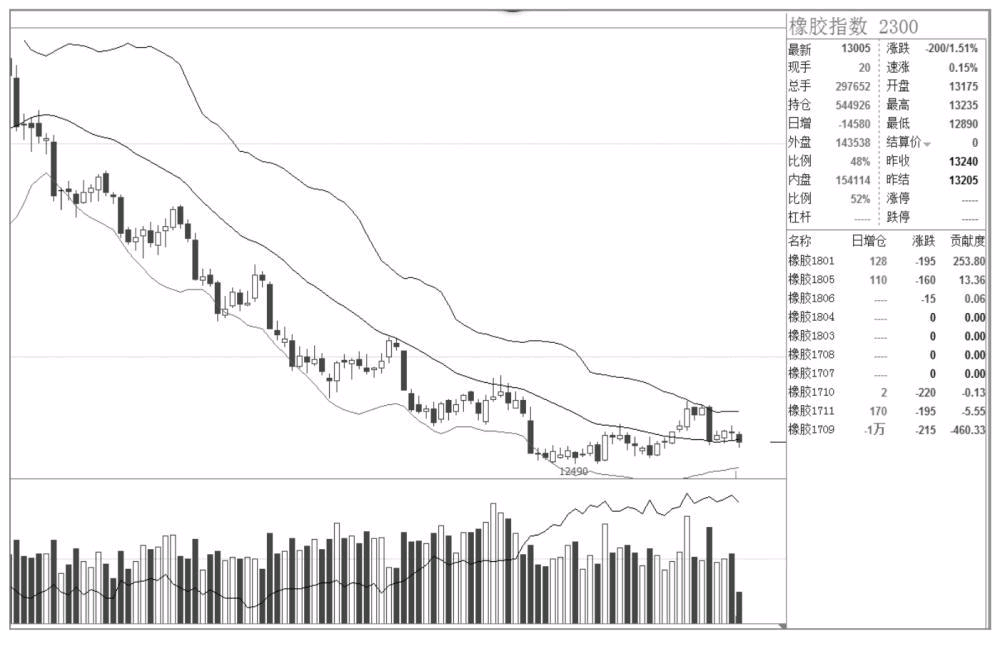 橡胶指数 2300
最新 13005 涨跌 -200/1.51%
现手 20 速涨 0.15%
总手 297652 开盘 13175
持仓 544926 最高 13235
日增 -14580 最低 12890
外盘 143538 结算价 0
比例 48% 昨收 13240
内盘 154114 昨结 13205
比例 52% 涨停 -----
杠杆 ----- 跌停 -----
名称 日增仓 涨跌 贡献度
橡胶1801 128 -195 253.80
橡胶1805 110 -160 13.36
橡胶1806 ---- -15 0.06
橡胶1804 ---- 0 0.00
橡胶1803 ---- 0 0.00
橡胶1708 ---- 0 0.00
橡胶1707 ---- 0 0.00
橡胶1710 2 -220 -0.13
橡胶1711 170 -195 -5.55
橡胶1709 -1万 -215 -460.33
12490